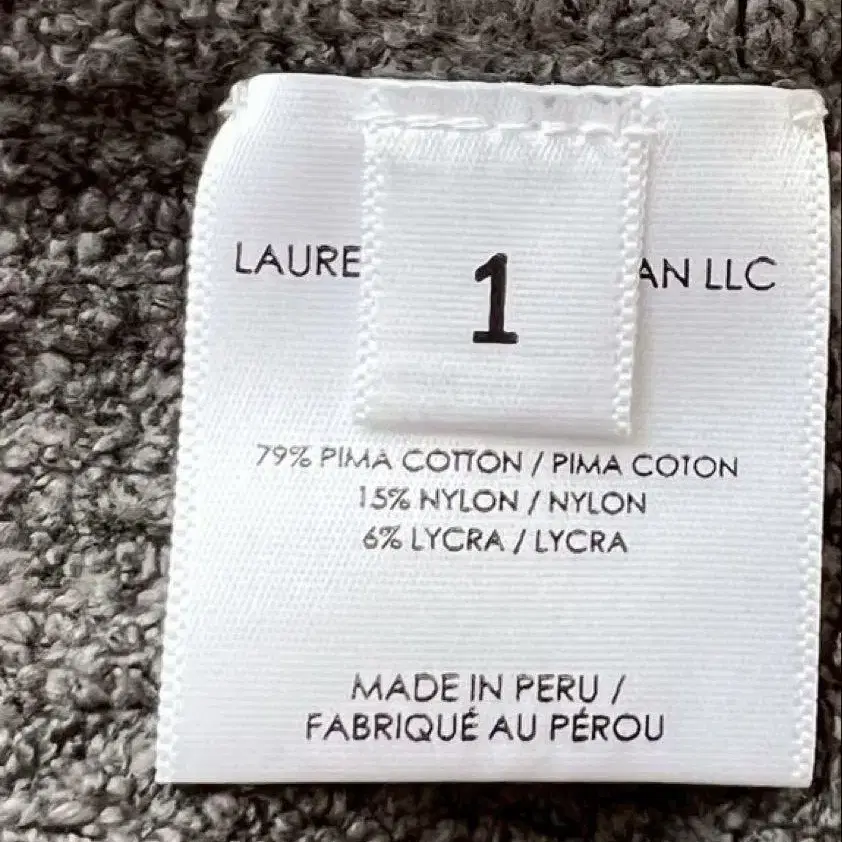 LAURE AN LLC
1
79% PIMA COTTON / PIMA COTON
15% NYLON / NYLON
6% LYCRA / LYCRA
MADE IN PERU /
FABRIQUÉ AU PÉROU